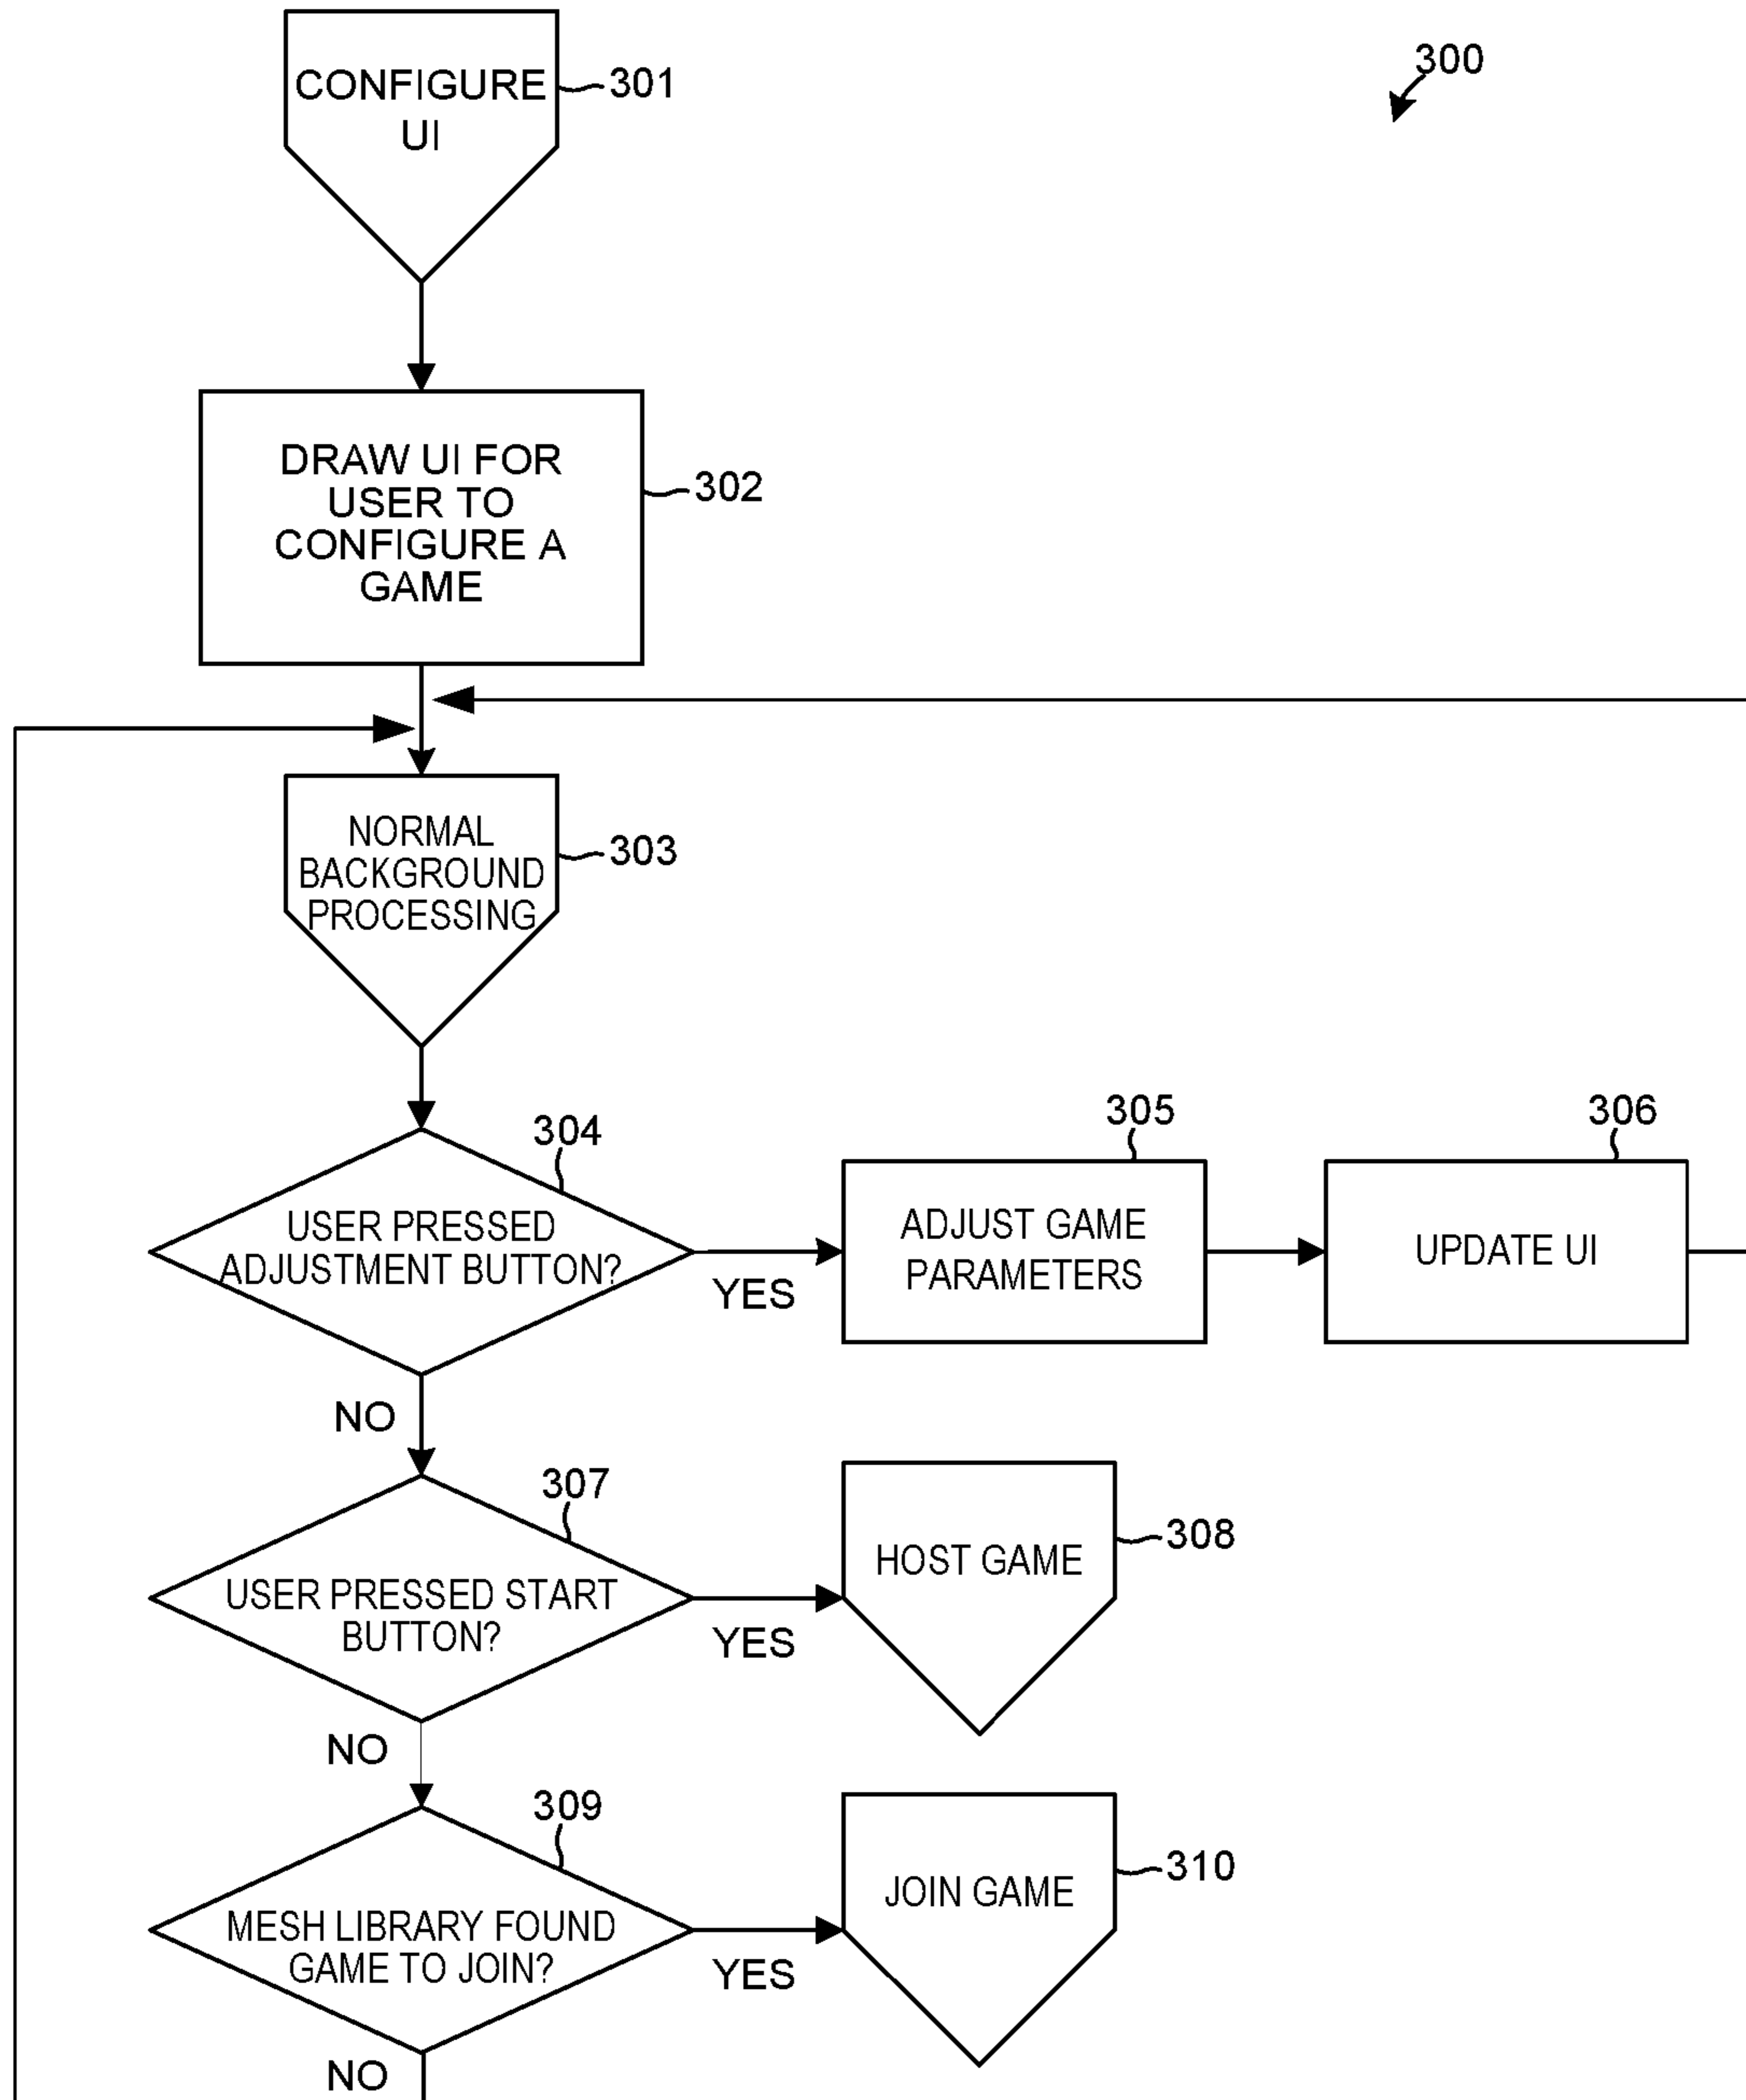 300
CONFIGURE
UI
301
DRAW UI FOR
USER TO
CONFIGURE A
GAME
302
NORMAL
BACKGROUND
PROCESSING
303
304
USER PRESSED
ADJUSTMENT BUTTON?
YES
305
ADJUST GAME
PARAMETERS
306
UPDATE UI
NO
307
USER PRESSED START
BUTTON?
YES
HOST GAME
308
NO
309
MESH LIBRARY FOUND
GAME TO JOIN?
YES
JOIN GAME
310
NO